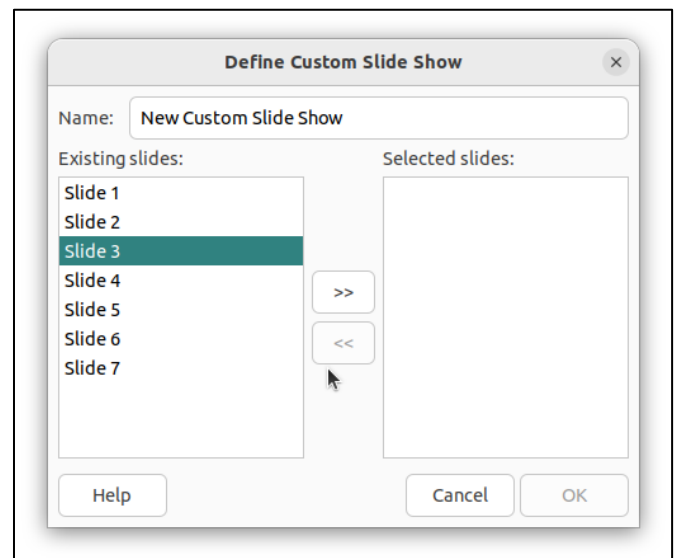 Define Custom Slide Show
Name: New Custom Slide Show
Existing slides:
Selected slides:
Slide 1
Slide 2
Slide 3
Slide 4
Slide 5
Slide 6
Slide 7
>>
<<
Help
Cancel
OK